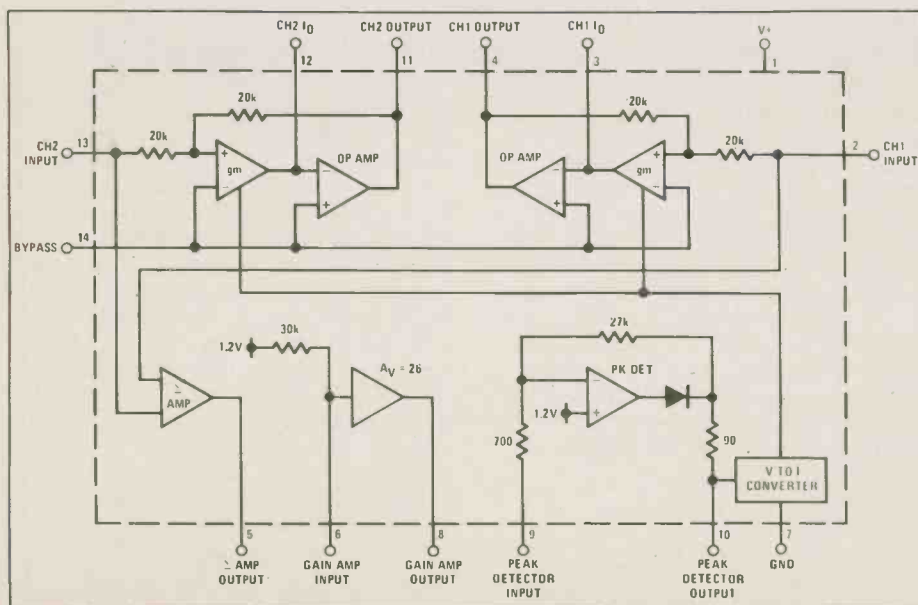 CH2 IO CH2 OUTPUT CH1 OUTPUT CH1 IO V+
12 11 4 3 1
20k 20k
CH2 INPUT 13 20k + gm − OP AMP − + OP AMP − + gm + − 20k 2 CH1 INPUT
BYPASS 14
1.2V 30k AV = 26 27k
Σ AMP PK DET − 1.2V +
700 90
V TO I CONVERTER
5 6 8 9 10 7
Σ AMP OUTPUT GAIN AMP INPUT GAIN AMP OUTPUT PEAK DETECTOR INPUT PEAK DETECTOR OUTPUT GND